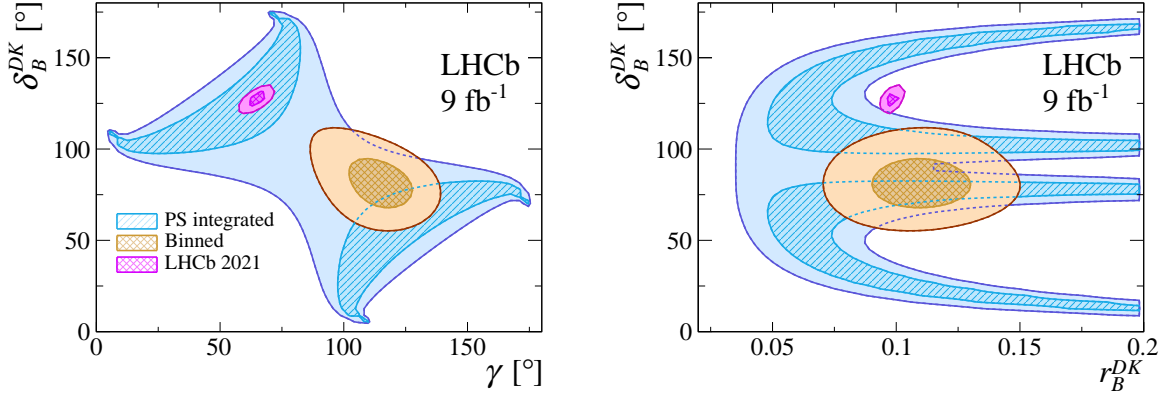 δ_B^{DK} [°]
150
100
50
0
LHCb
9 fb⁻¹
PS integrated
Binned
LHCb 2021
0 50 100 150
γ [°]
δ_B^{DK} [°]
150
100
50
0
LHCb
9 fb⁻¹
0.05 0.1 0.15 0.2
r_B^{DK}